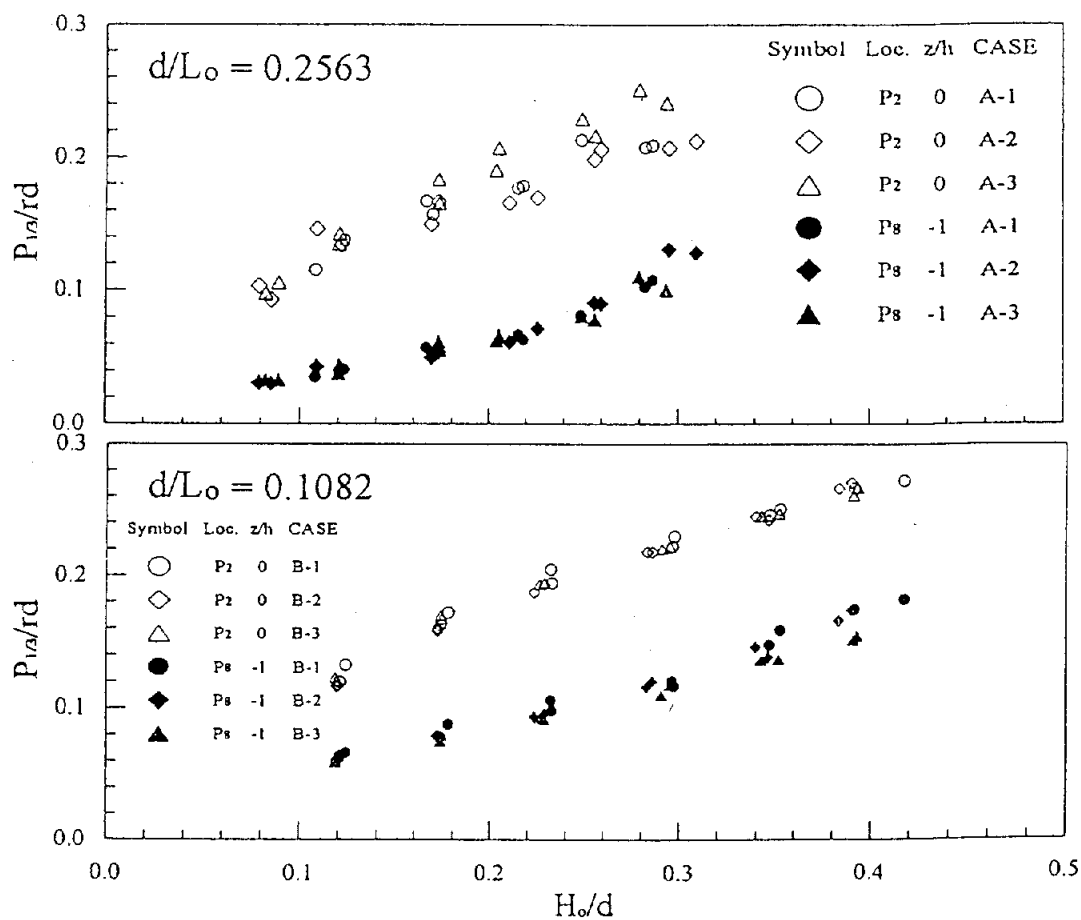 0.3
d/Lo = 0.2563
Symbol Loc. z/h CASE
P2 0 A-1
P2 0 A-2
P2 0 A-3
P8 -1 A-1
P8 -1 A-2
P8 -1 A-3
0.2
P1/3/rd
0.1
0.0
0.3
d/Lo = 0.1082
Symbol Loc. z/h CASE
P2 0 B-1
P2 0 B-2
P2 0 B-3
P8 -1 B-1
P8 -1 B-2
P8 -1 B-3
0.2
P1/3/rd
0.1
0.0
0.0 0.1 0.2 0.3 0.4 0.5
Ho/d